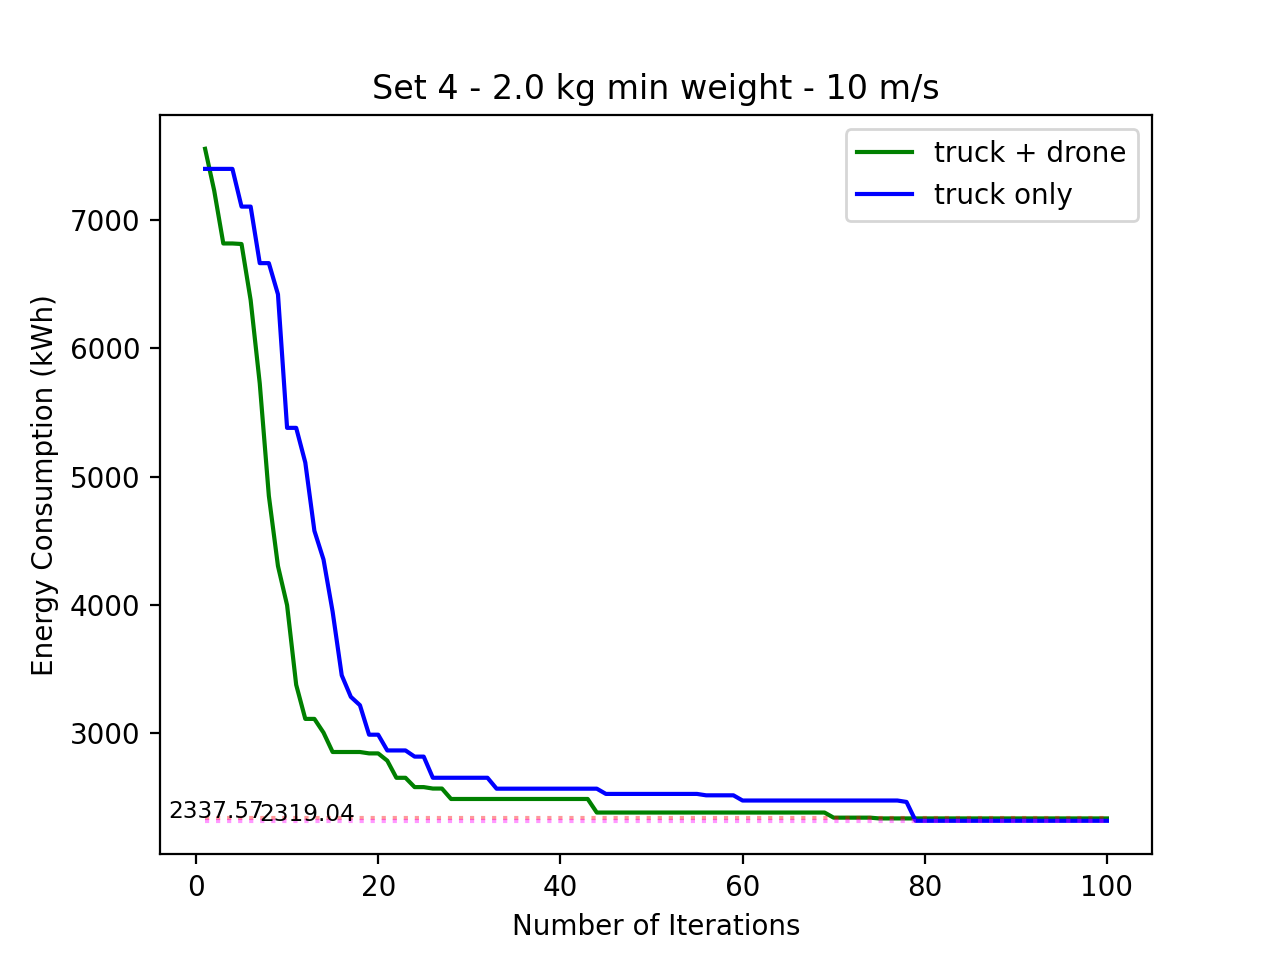 Set 4 - 2.0 kg min weight - 10 m/s
truck + drone
truck only
Energy Consumption (kWh)
7000
6000
5000
4000
3000
2337.57
2319.04
0 20 40 60 80 100
Number of Iterations